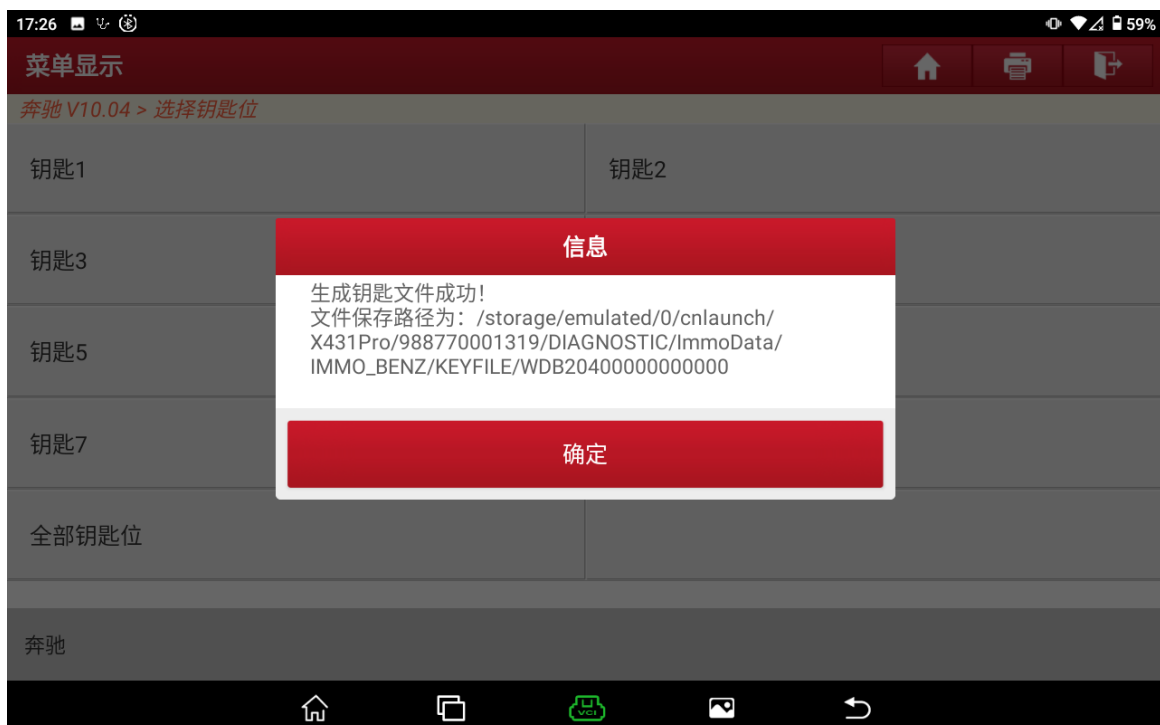 17:26
59%
菜单显示
奔驰 V10.04 > 选择钥匙位
钥匙1
钥匙2
钥匙3
信息
生成钥匙文件成功！
文件保存路径为：/storage/emulated/0/cnlaunch/
X431Pro/988770001319/DIAGNOSTIC/ImmoData/
IMMO_BENZ/KEYFILE/WDB20400000000000
钥匙5
确定
钥匙7
全部钥匙位
奔驰
VCI